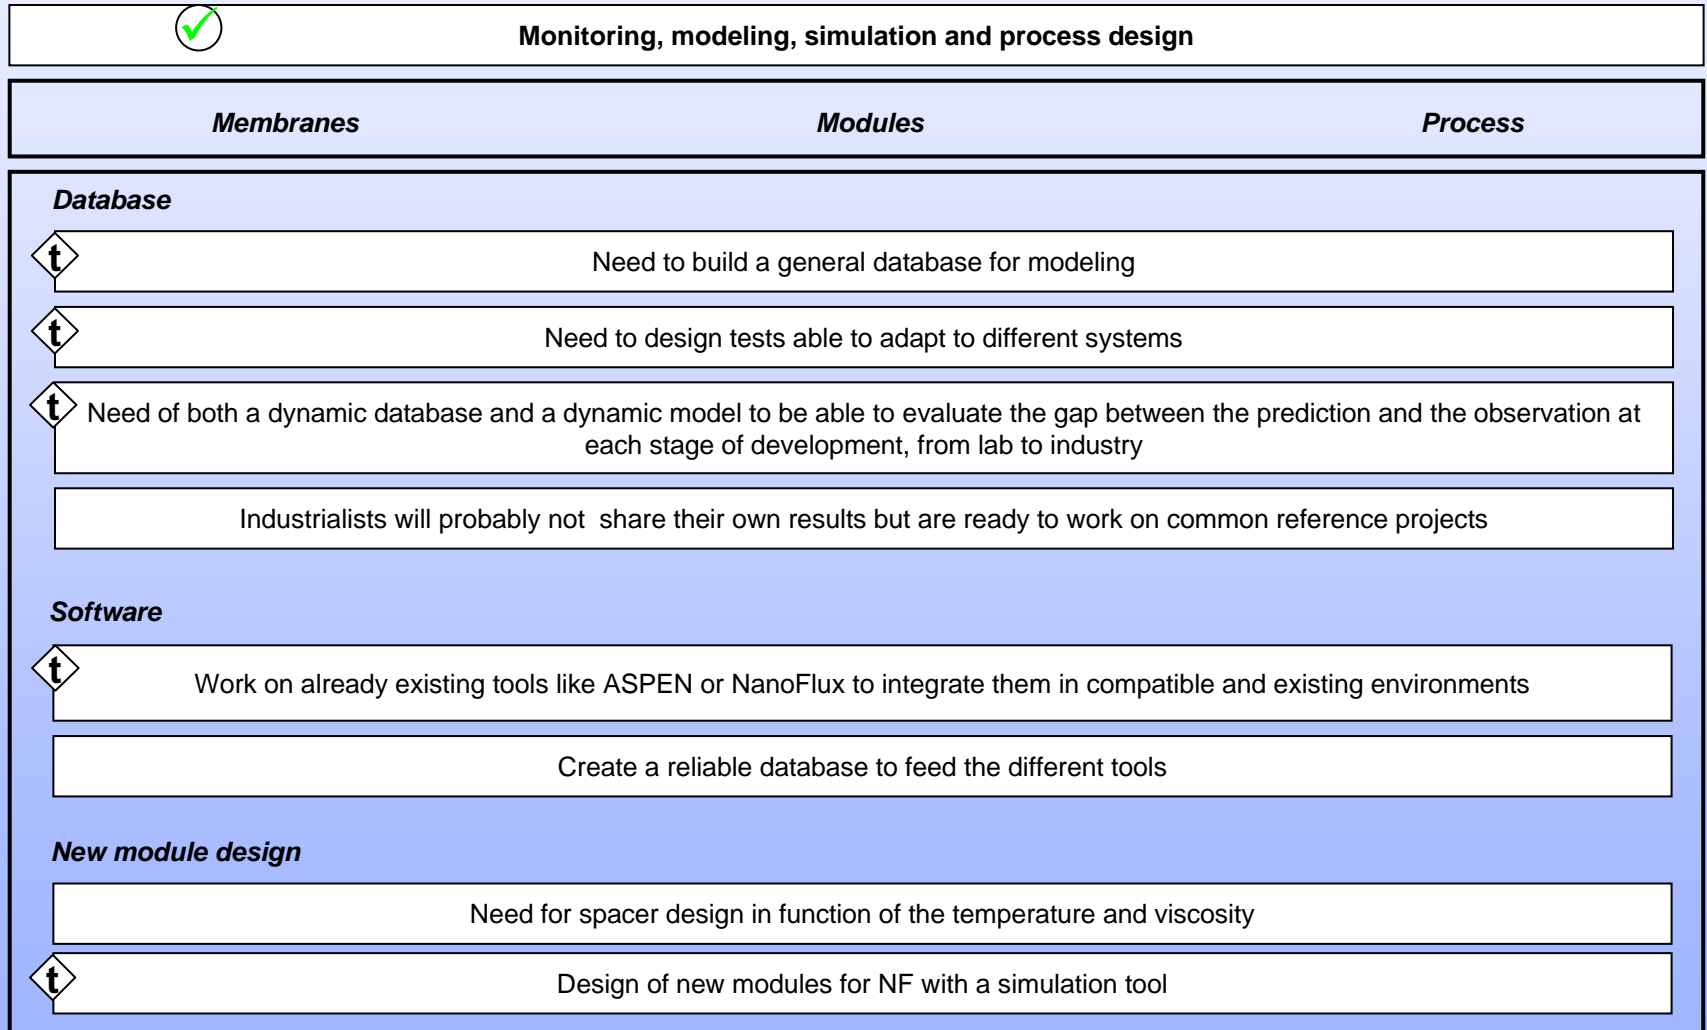 Monitoring, modeling, simulation and process design
Membranes Modules Process
Database
t Need to build a general database for modeling
t Need to design tests able to adapt to different systems
t Need of both a dynamic database and a dynamic model to be able to evaluate the gap between the prediction and the observation at
each stage of development, from lab to industry
Industrialists will probably not share their own results but are ready to work on common reference projects
Software
t Work on already existing tools like ASPEN or NanoFlux to integrate them in compatible and existing environments
Create a reliable database to feed the different tools
New module design
Need for spacer design in function of the temperature and viscosity
t Design of new modules for NF with a simulation tool